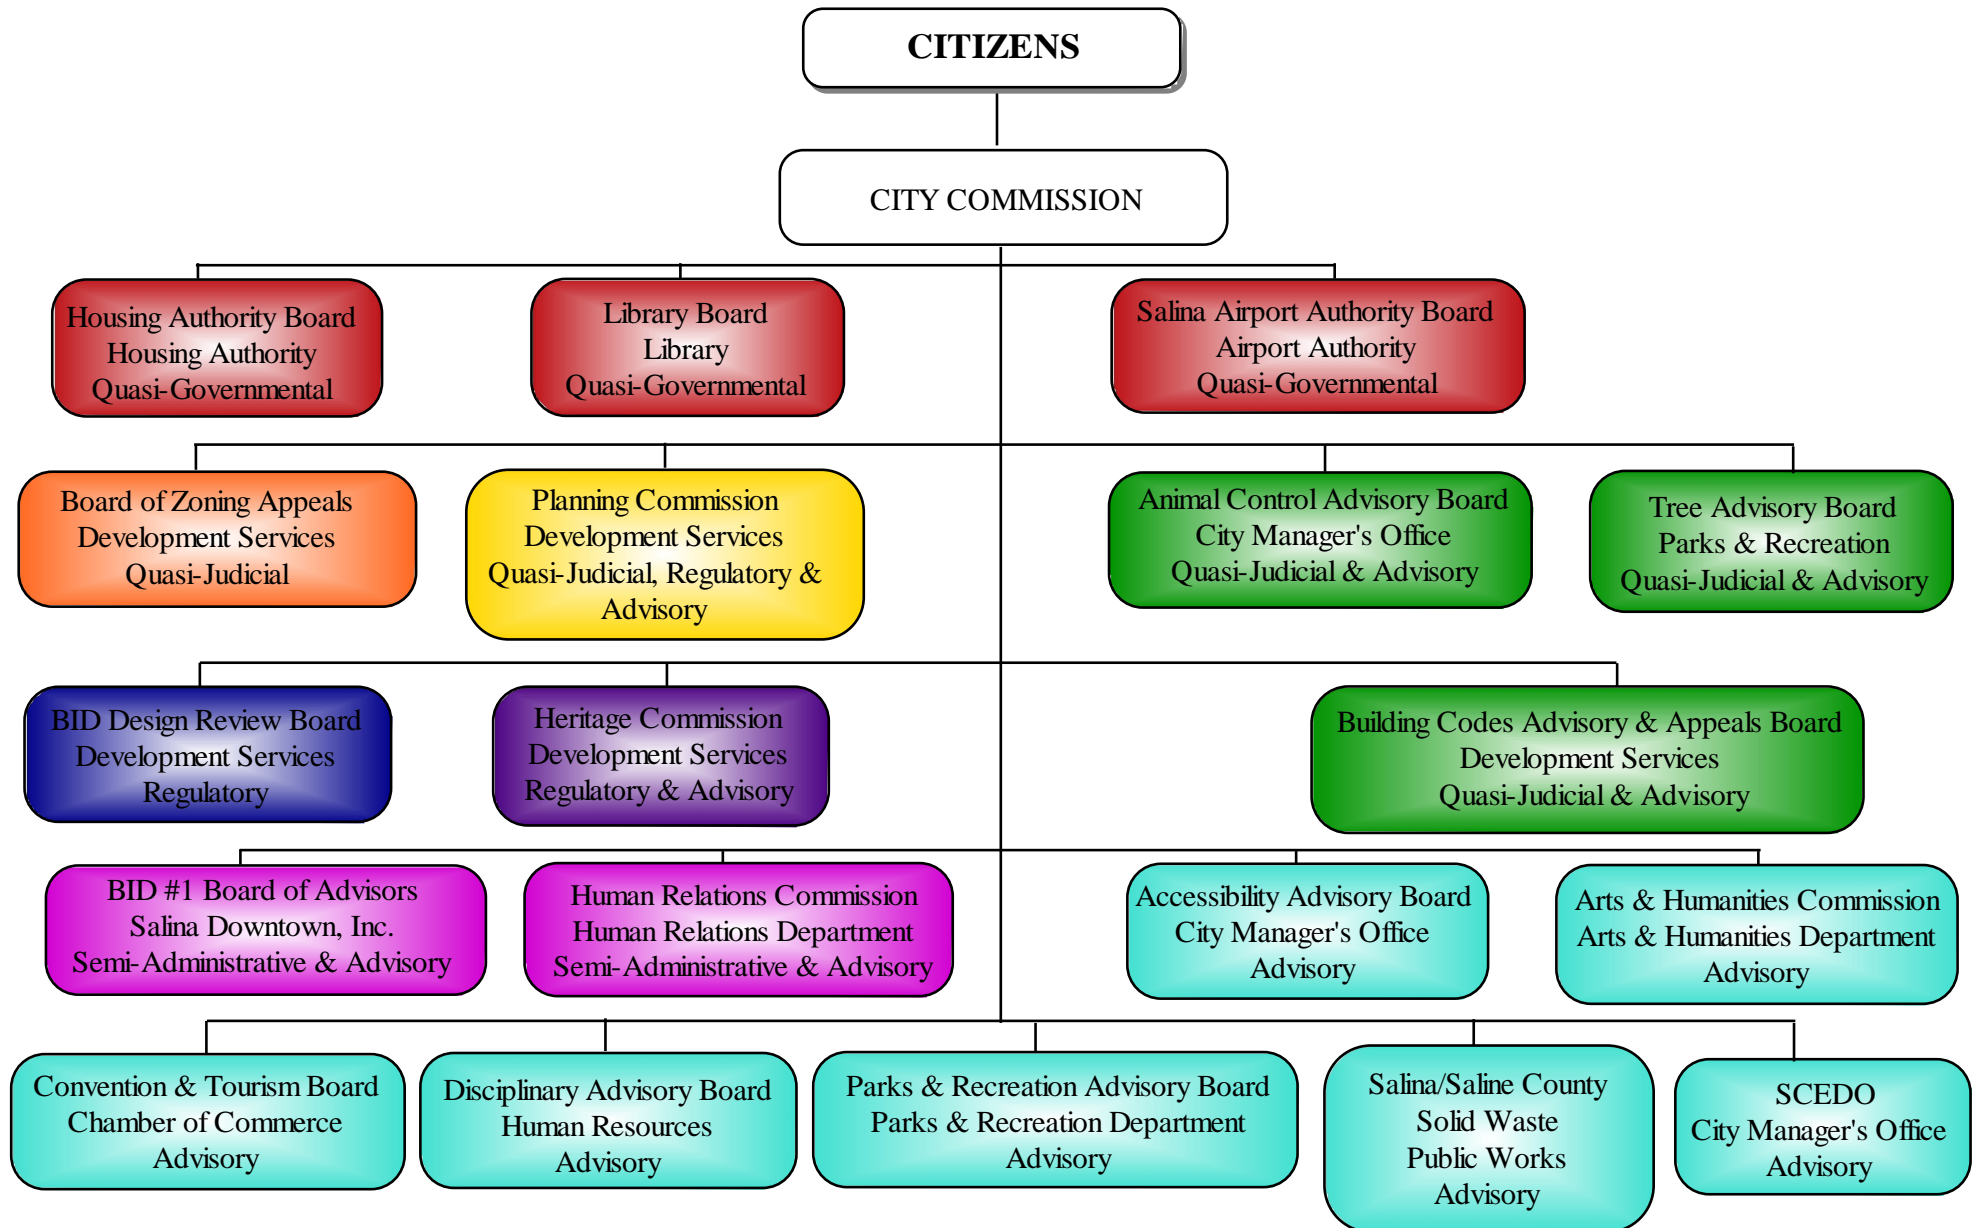 CITIZENS
CITY COMMISSION
Housing Authority Board
Housing Authority
Quasi-Governmental
Library Board
Library
Quasi-Governmental
Salina Airport Authority Board
Airport Authority
Quasi-Governmental
Board of Zoning Appeals
Development Services
Quasi-Judicial
Planning Commission
Development Services
Quasi-Judicial, Regulatory &
Advisory
Animal Control Advisory Board
City Manager's Office
Quasi-Judicial & Advisory
Tree Advisory Board
Parks & Recreation
Quasi-Judicial & Advisory
BID Design Review Board
Development Services
Regulatory
Heritage Commission
Development Services
Regulatory & Advisory
Building Codes Advisory & Appeals Board
Development Services
Quasi-Judicial & Advisory
BID #1 Board of Advisors
Salina Downtown, Inc.
Semi-Administrative & Advisory
Human Relations Commission
Human Relations Department
Semi-Administrative & Advisory
Accessibility Advisory Board
City Manager's Office
Advisory
Arts & Humanities Commission
Arts & Humanities Department
Advisory
Convention & Tourism Board
Chamber of Commerce
Advisory
Disciplinary Advisory Board
Human Resources
Advisory
Parks & Recreation Advisory Board
Parks & Recreation Department
Advisory
Salina/Saline County
Solid Waste
Public Works
Advisory
SCEDO
City Manager's Office
Advisory